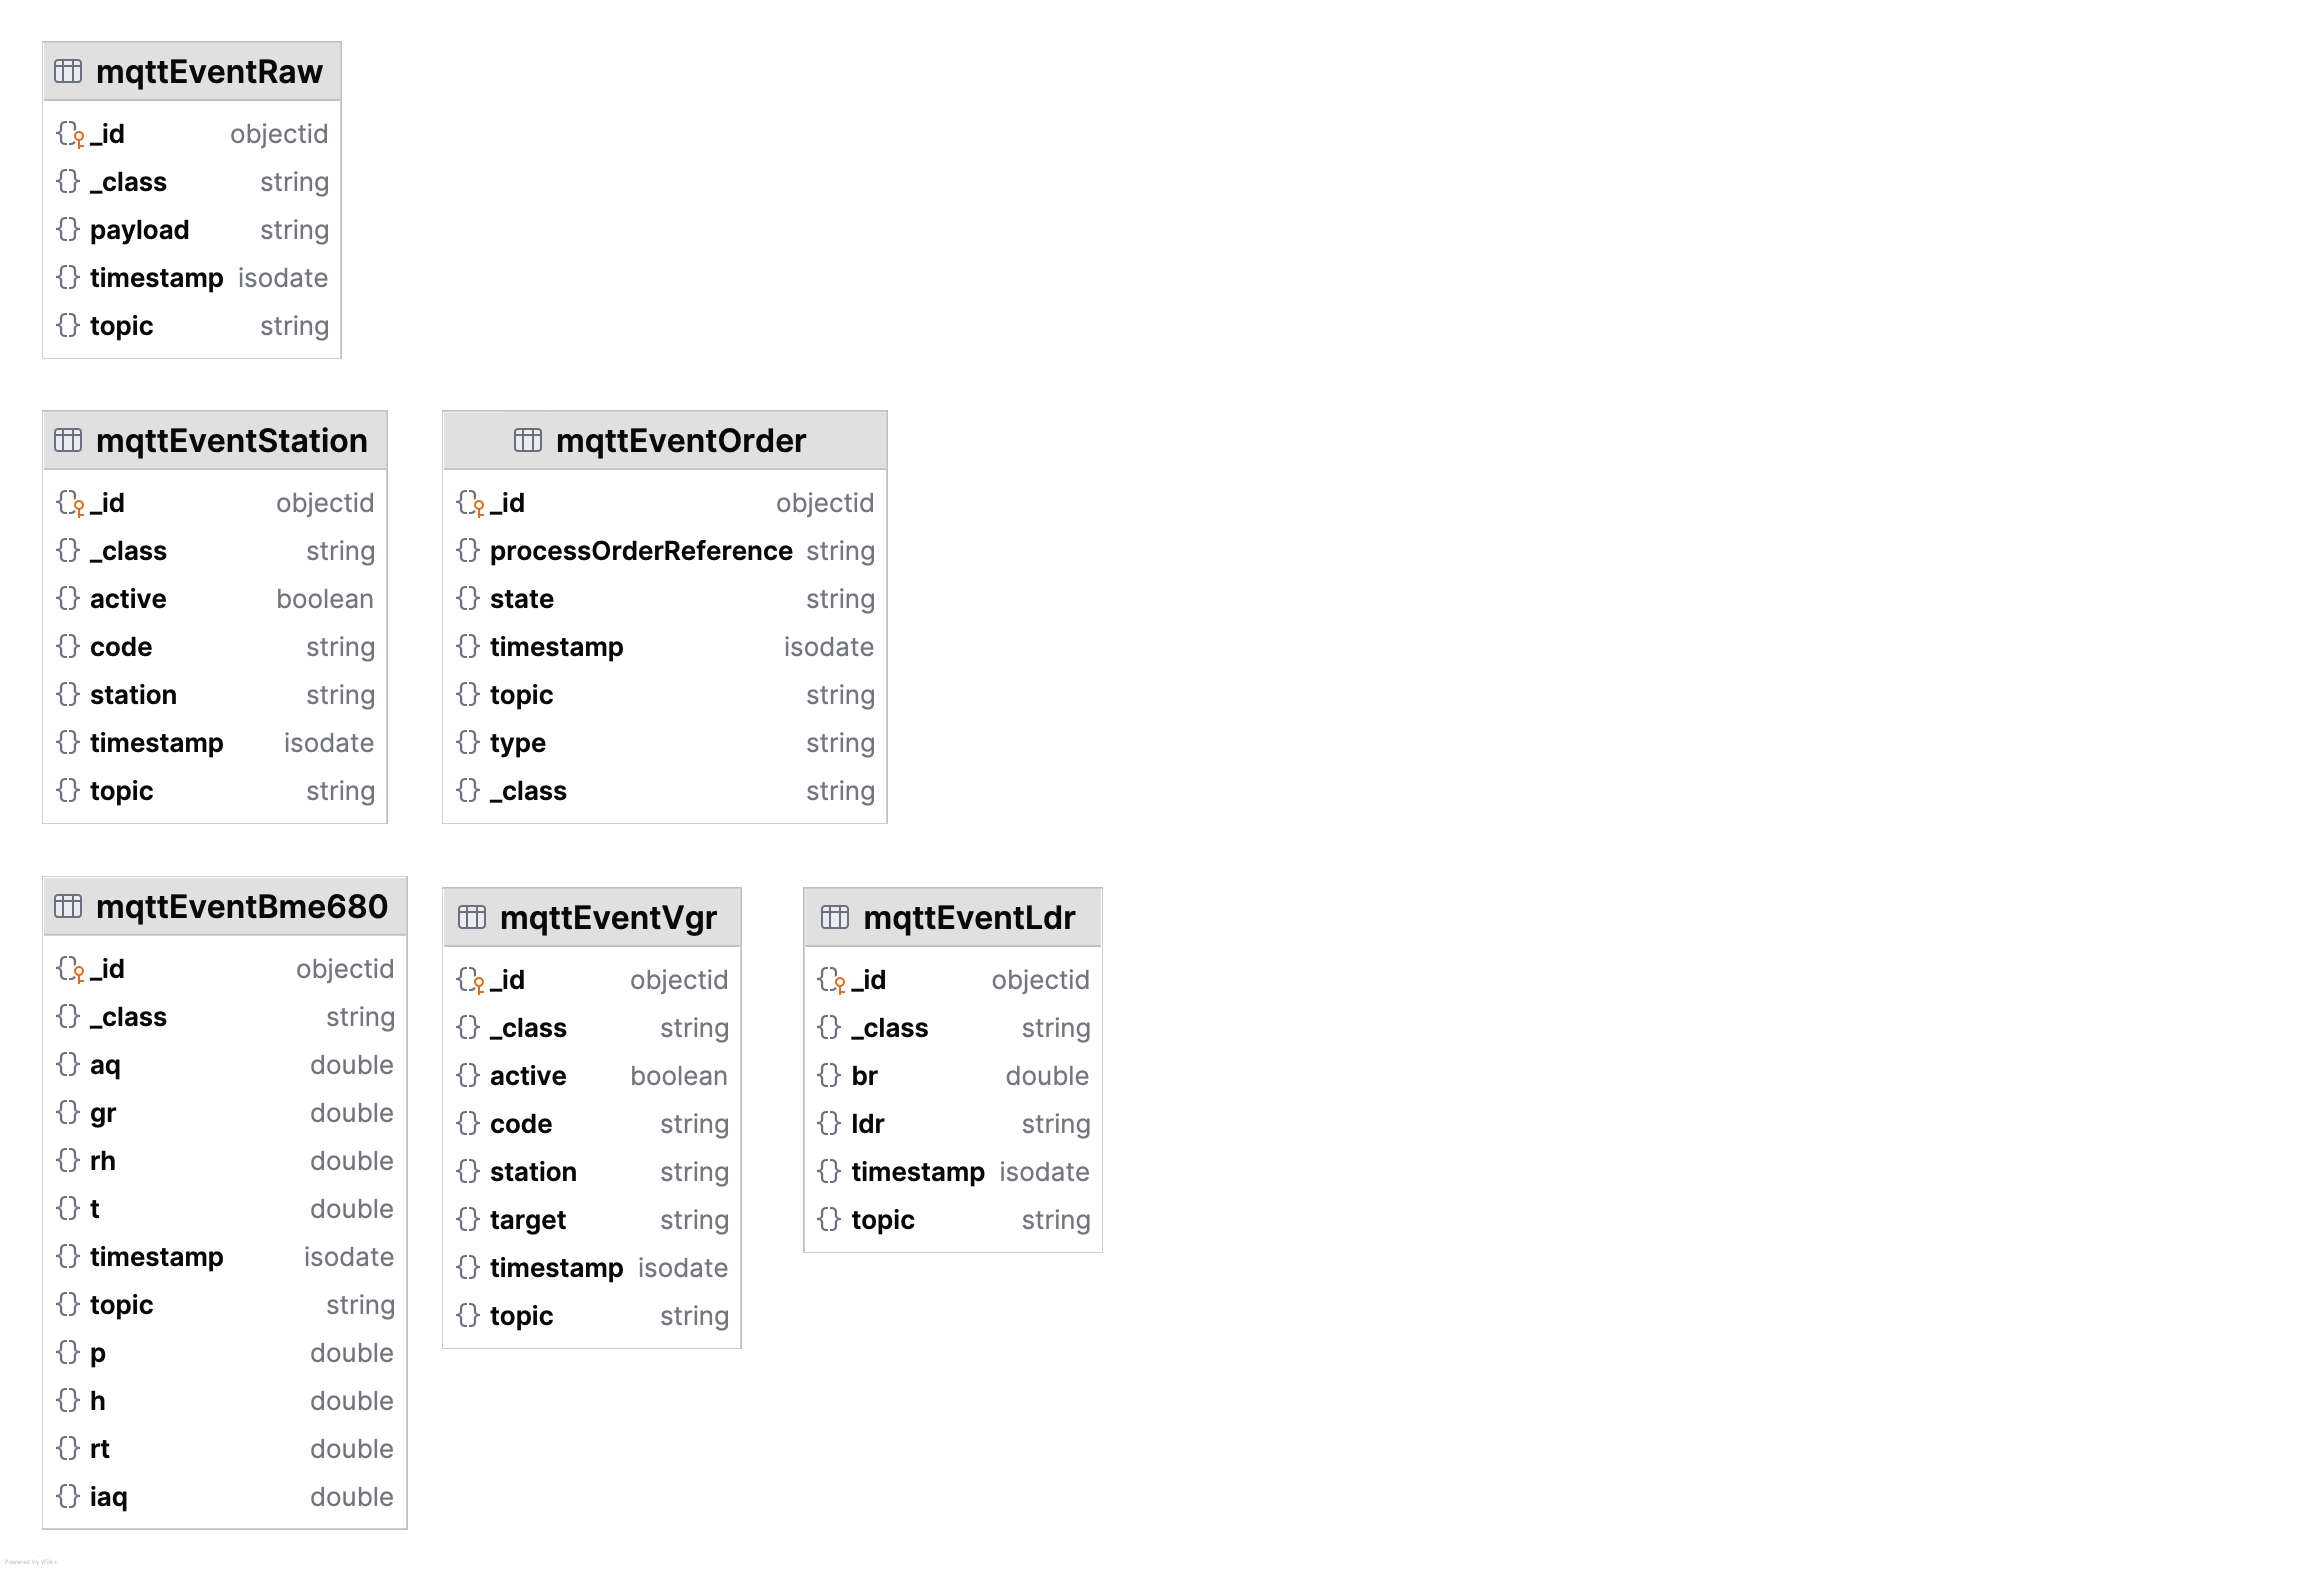 mqttEventRaw
_id objectid
_class string
payload string
timestamp isodate
topic string
mqttEventStation
_id objectid
_class string
active boolean
code string
station string
timestamp isodate
topic string
mqttEventOrder
_id objectid
processOrderReference string
state string
timestamp isodate
topic string
type string
_class string
mqttEventBme680
_id objectid
_class string
aq double
gr double
rh double
t double
timestamp isodate
topic string
p double
h double
rt double
iaq double
mqttEventVgr
_id objectid
_class string
active boolean
code string
station string
target string
timestamp isodate
topic string
mqttEventLdr
_id objectid
_class string
br double
ldr string
timestamp isodate
topic string
Powered by yFiles